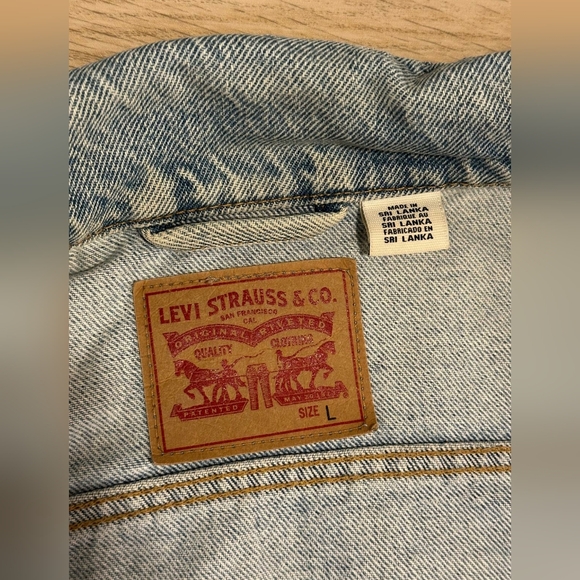 MADE IN
SRI LANKA
FABRIQUE AU
SRI LANKA
FABRICADO EN
SRI LANKA
LEVI STRAUSS & CO.
SAN FRANCISCO
CAL
ORIGINAL RIVETED
QUALITY CLOTHING
PATENTED MAY 20 1873
SIZE L